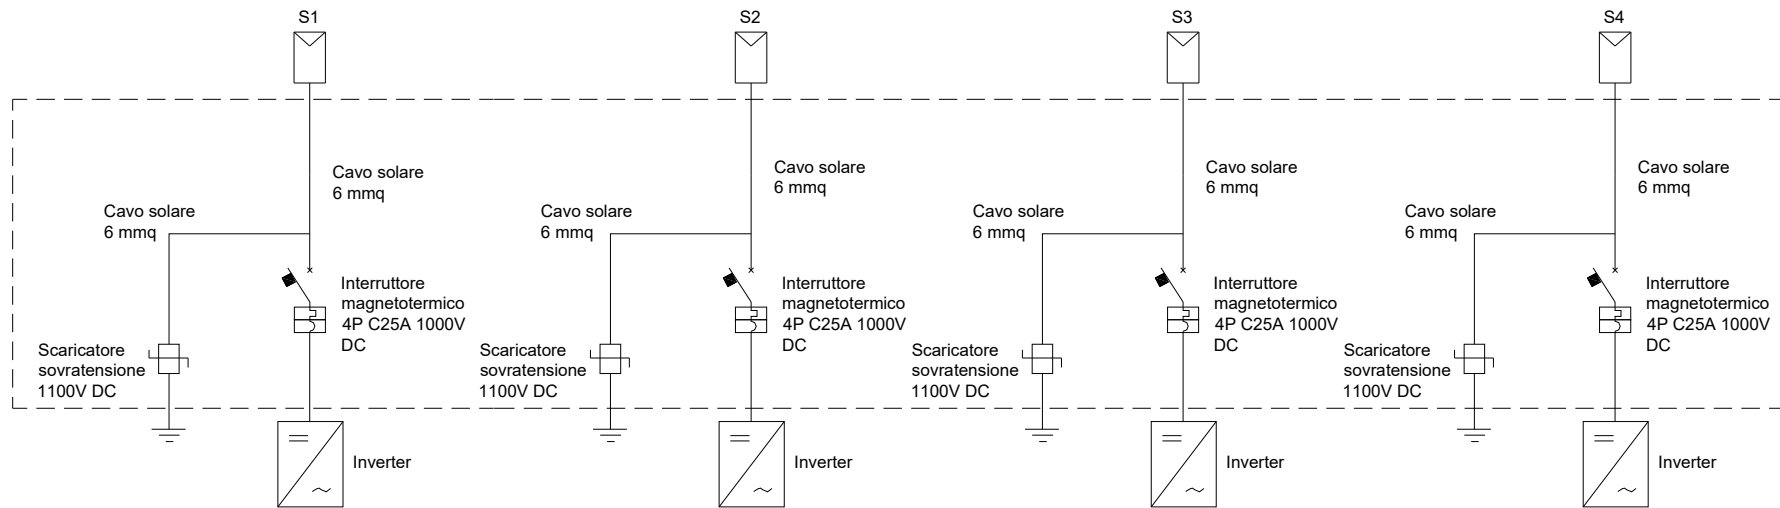 S1
S2
S3
S4
Cavo solare
6 mmq
Cavo solare
6 mmq
Interruttore
magnetotermico
4P C25A 1000V
DC
Scaricatore
sovratensione
1100V DC
Inverter
Cavo solare
6 mmq
Cavo solare
6 mmq
Interruttore
magnetotermico
4P C25A 1000V
DC
Scaricatore
sovratensione
1100V DC
Inverter
Cavo solare
6 mmq
Cavo solare
6 mmq
Interruttore
magnetotermico
4P C25A 1000V
DC
Scaricatore
sovratensione
1100V DC
Inverter
Cavo solare
6 mmq
Cavo solare
6 mmq
Interruttore
magnetotermico
4P C25A 1000V
DC
Scaricatore
sovratensione
1100V DC
Inverter